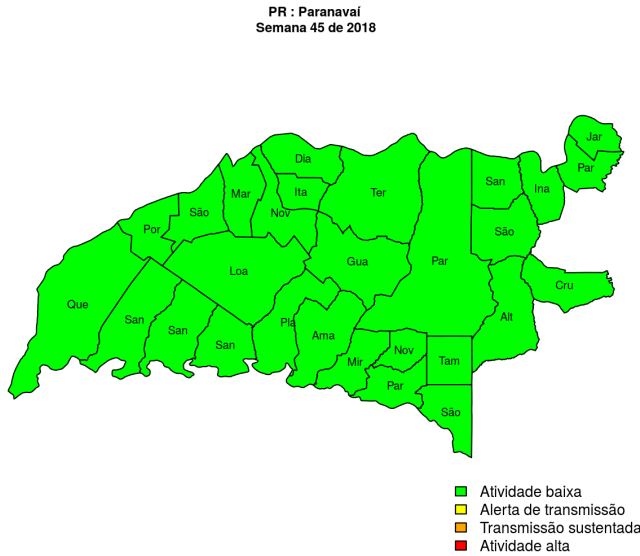 PR : Paranavaí
Semana 45 de 2018
Jar
Dia
Par
Ita
Mar
Ter
San
Ina
São
Nov
Por
São
Gua
Par
Loa
Cru
Que
San
San
Pla
Ama
Alt
San
Nov
Mir
Tam
Par
São
Atividade baixa
Alerta de transmissão
Transmissão sustentada
Atividade alta